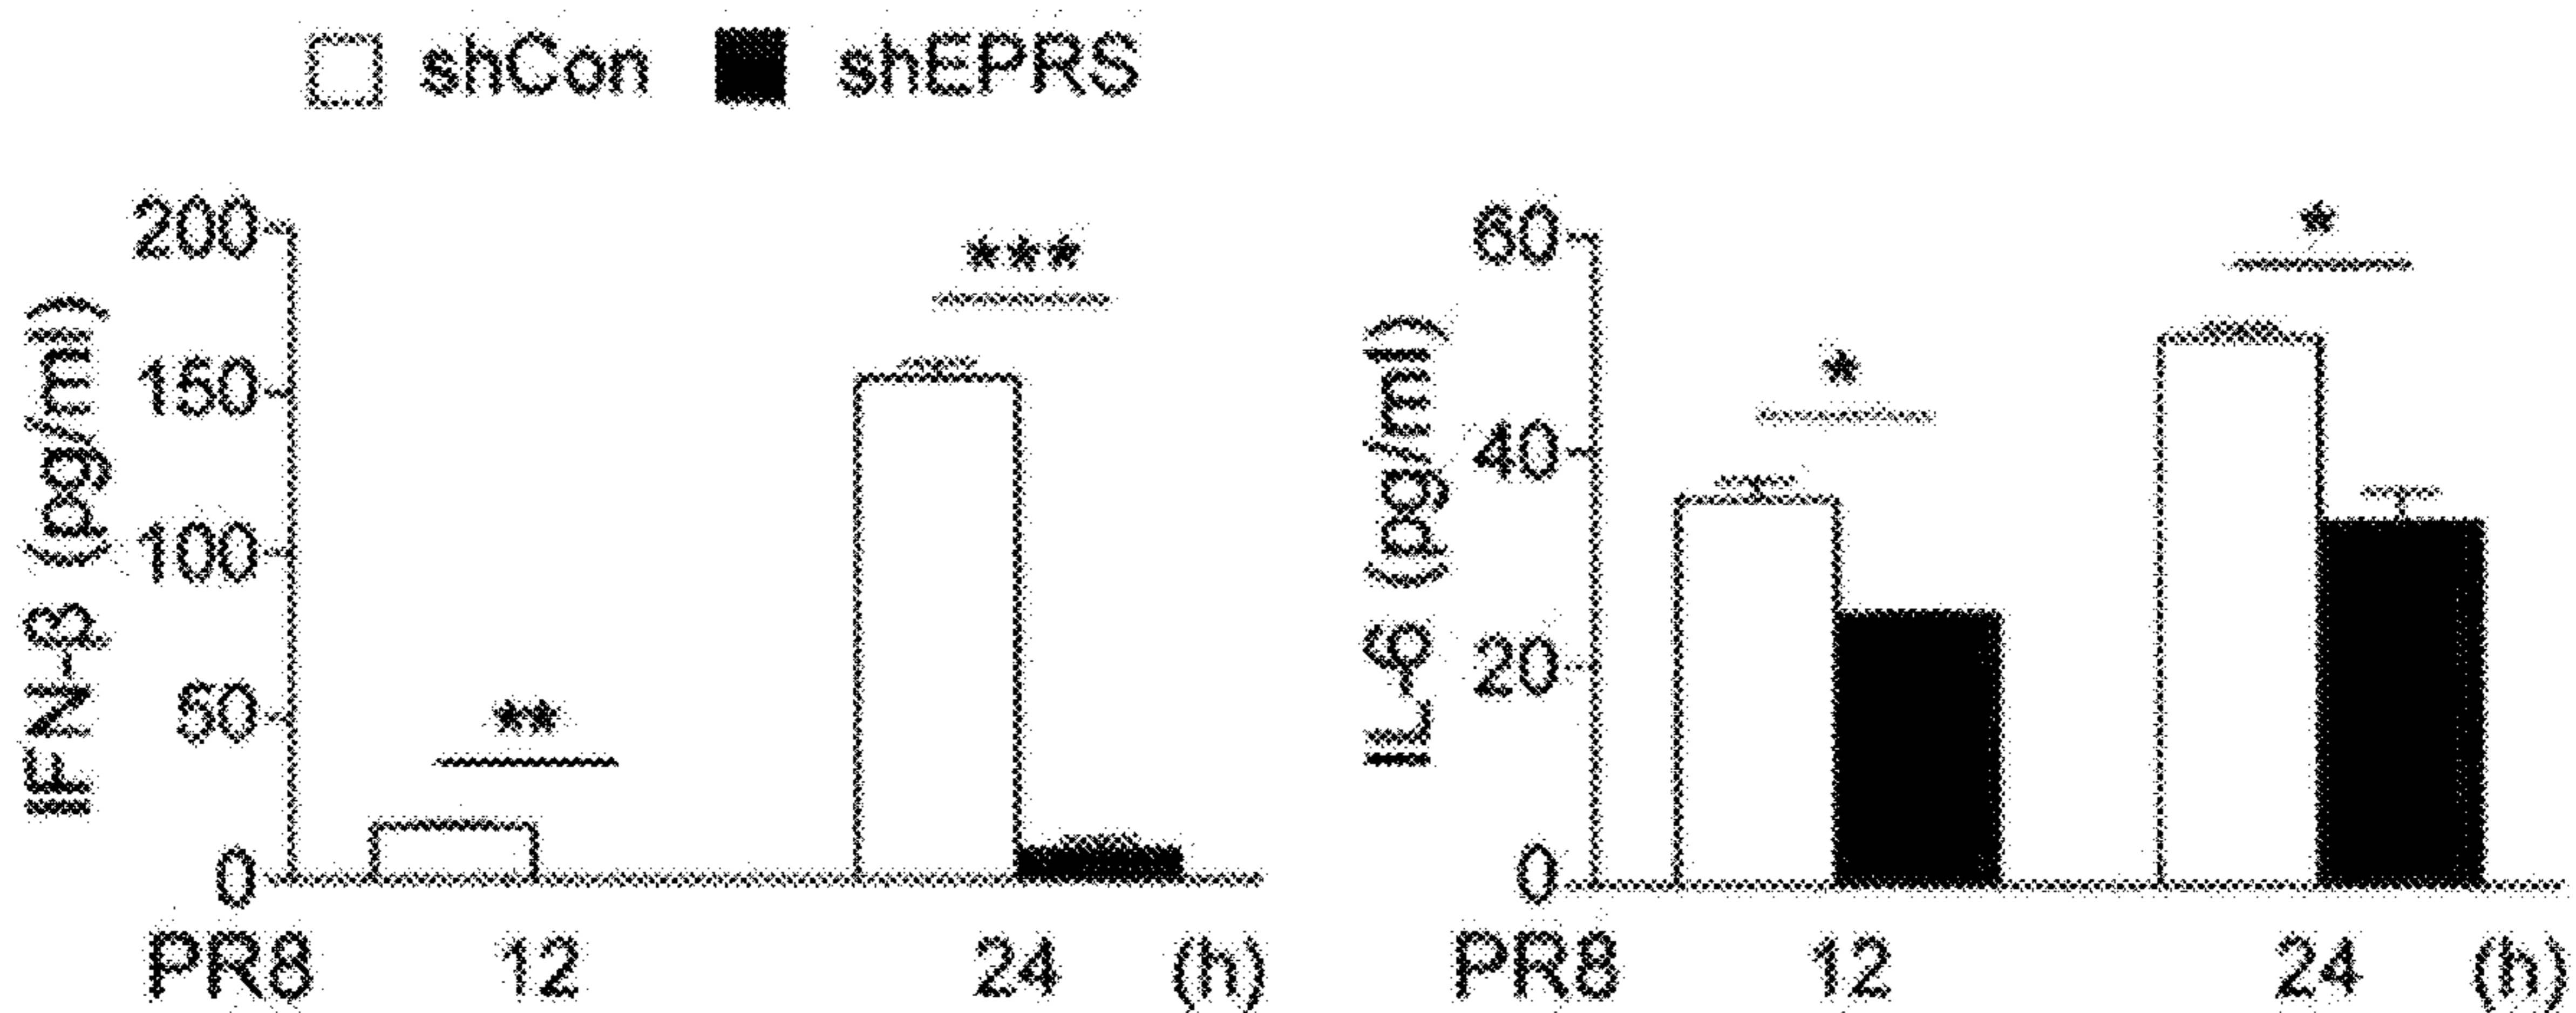 shCon shEPRS
IFN-β (pg/ml)
200
150
100
50
0
***
**
PR8 12 24 (h)
IL-6 (pg/ml)
60
40
20
0
*
*
PR8 12 24 (h)